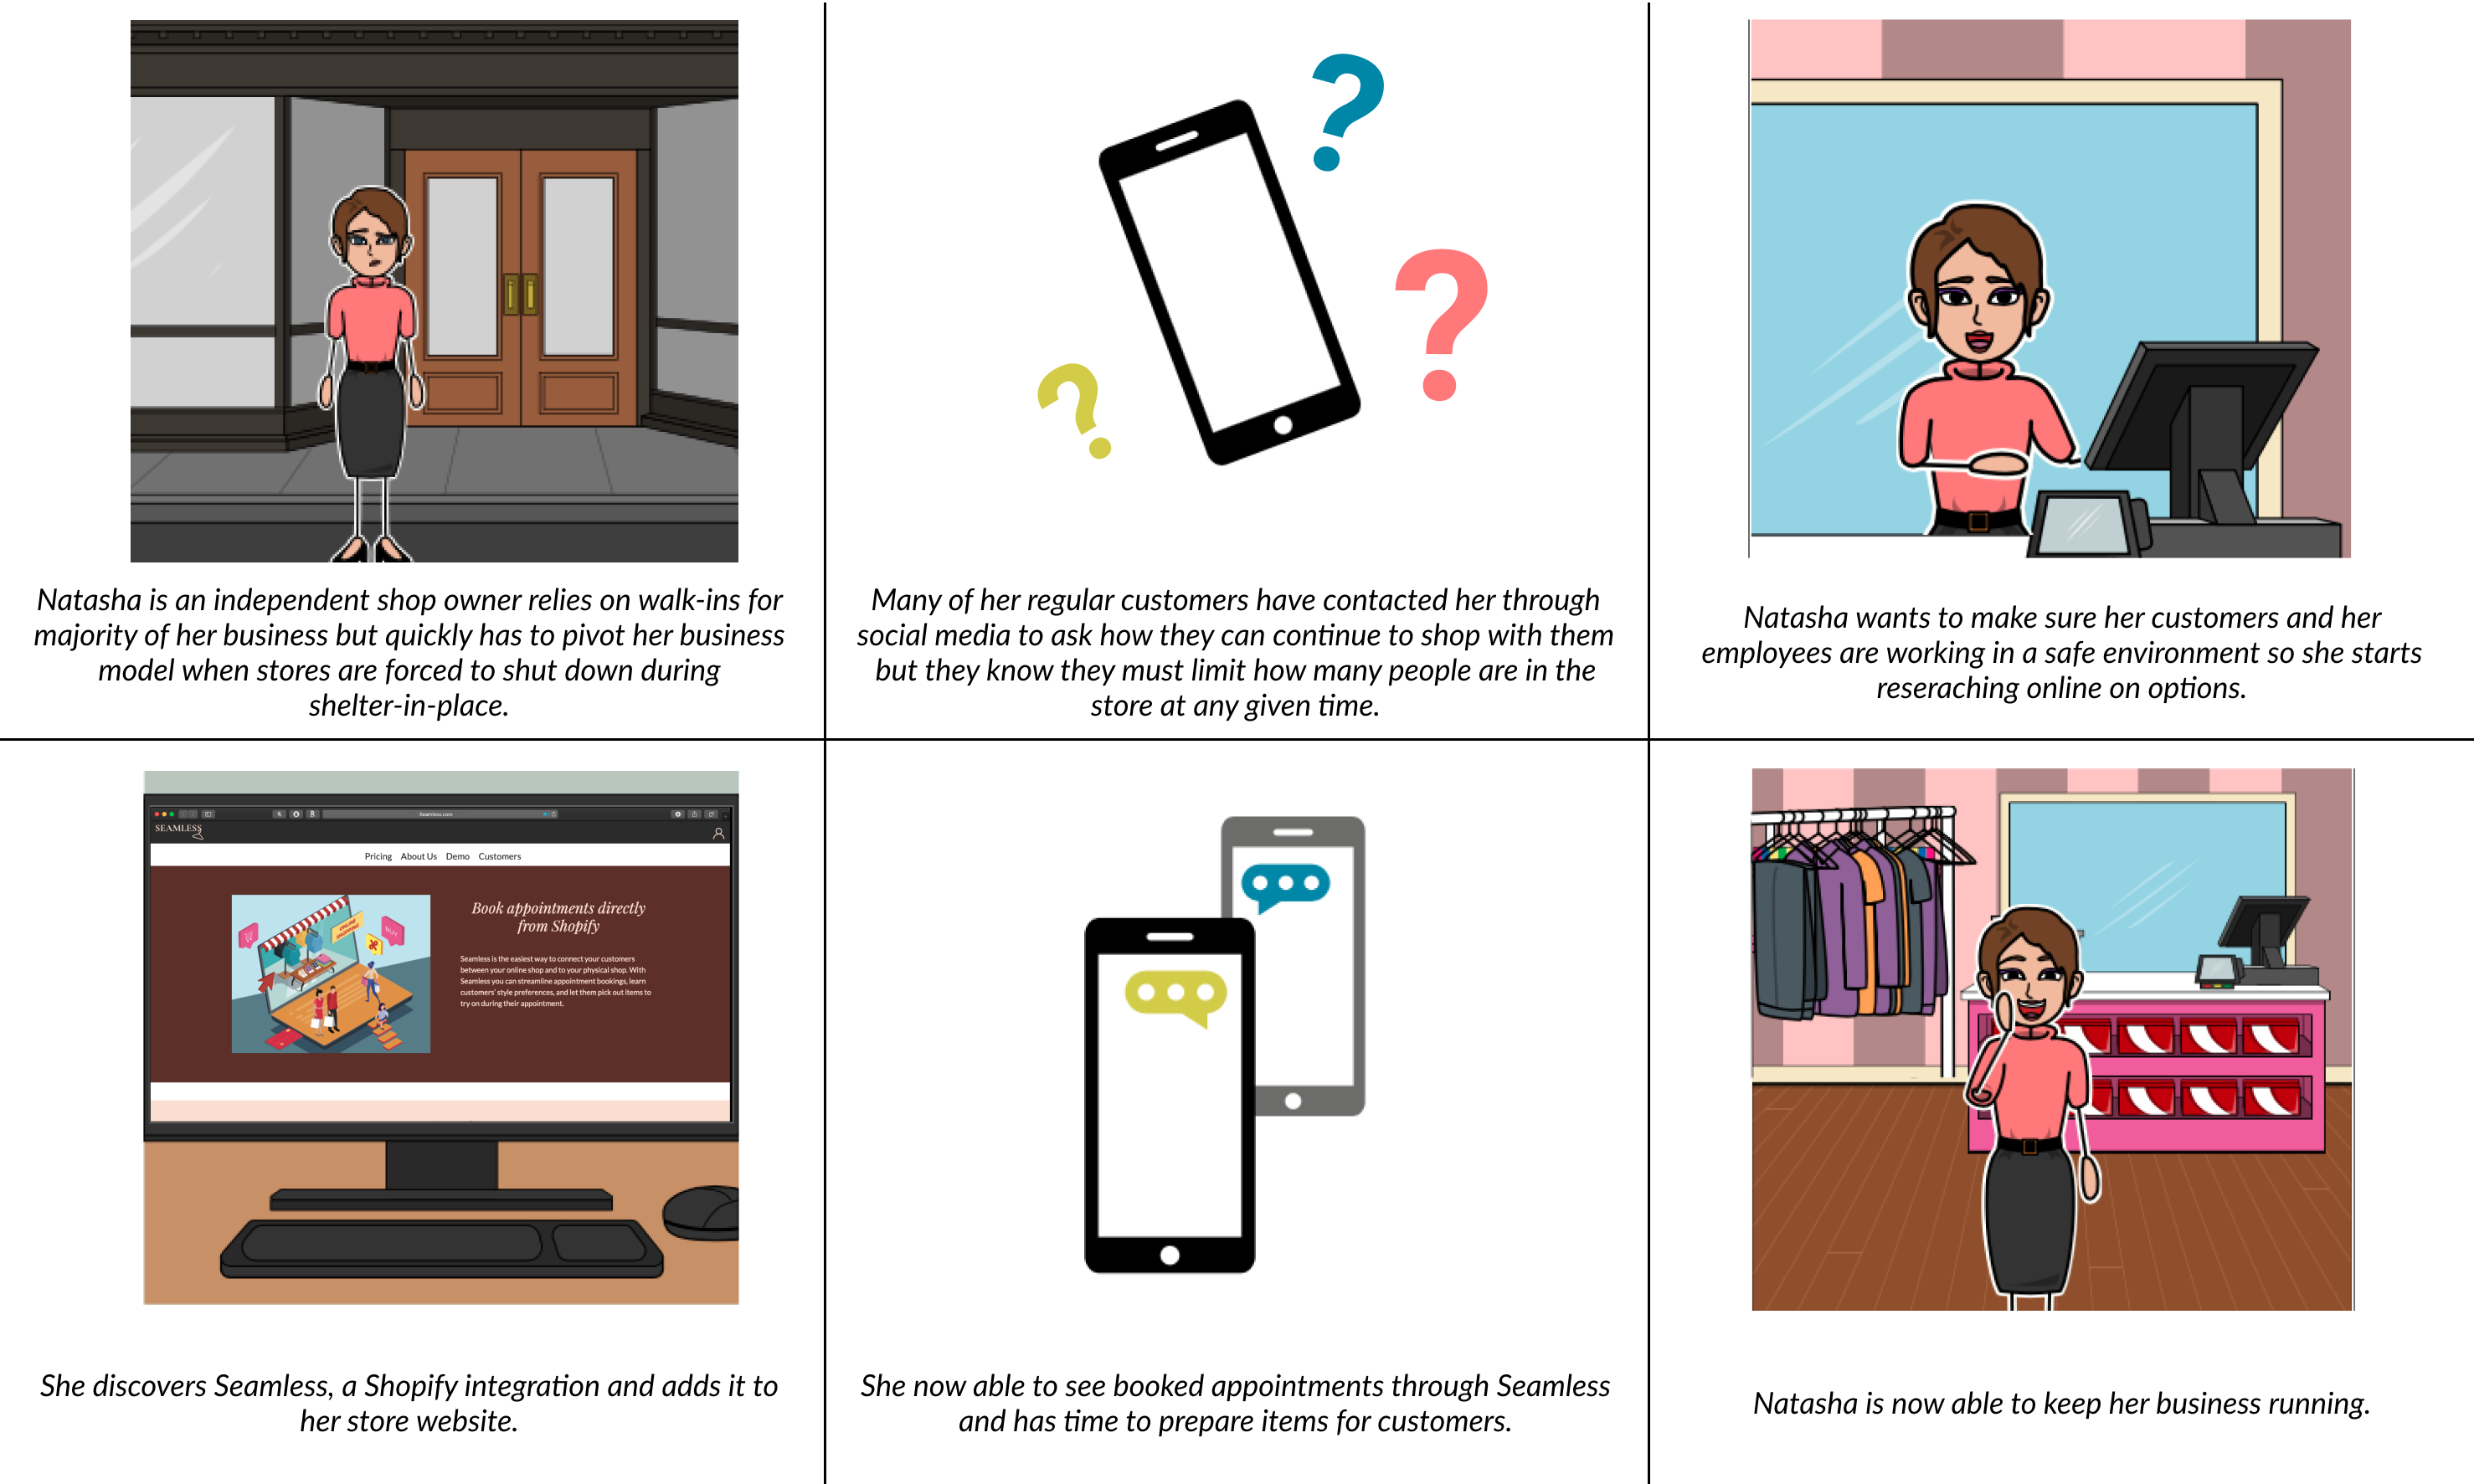 Natasha is an independent shop owner relies on walk-ins for
majority of her business but quickly has to pivot her business
model when stores are forced to shut down during
shelter-in-place.
Many of her regular customers have contacted her through
social media to ask how they can continue to shop with them
but they know they must limit how many people are in the
store at any given time.
Natasha wants to make sure her customers and her
employees are working in a safe environment so she starts
reseraching online on options.
Seamless.com
SEAMLESS
Pricing About Us Demo Customers
ONLINE
SHOPPING
BUY
Book appointments directly
from Shopify
Seamless is the easiest way to connect your customers
between your online shop and to your physical shop. With
Seamless you can streamline appointment bookings, learn
customers' style preferences, and let them pick out items to
try on during their appointment.
She discovers Seamless, a Shopify integration and adds it to
her store website.
She now able to see booked appointments through Seamless
and has time to prepare items for customers.
Natasha is now able to keep her business running.